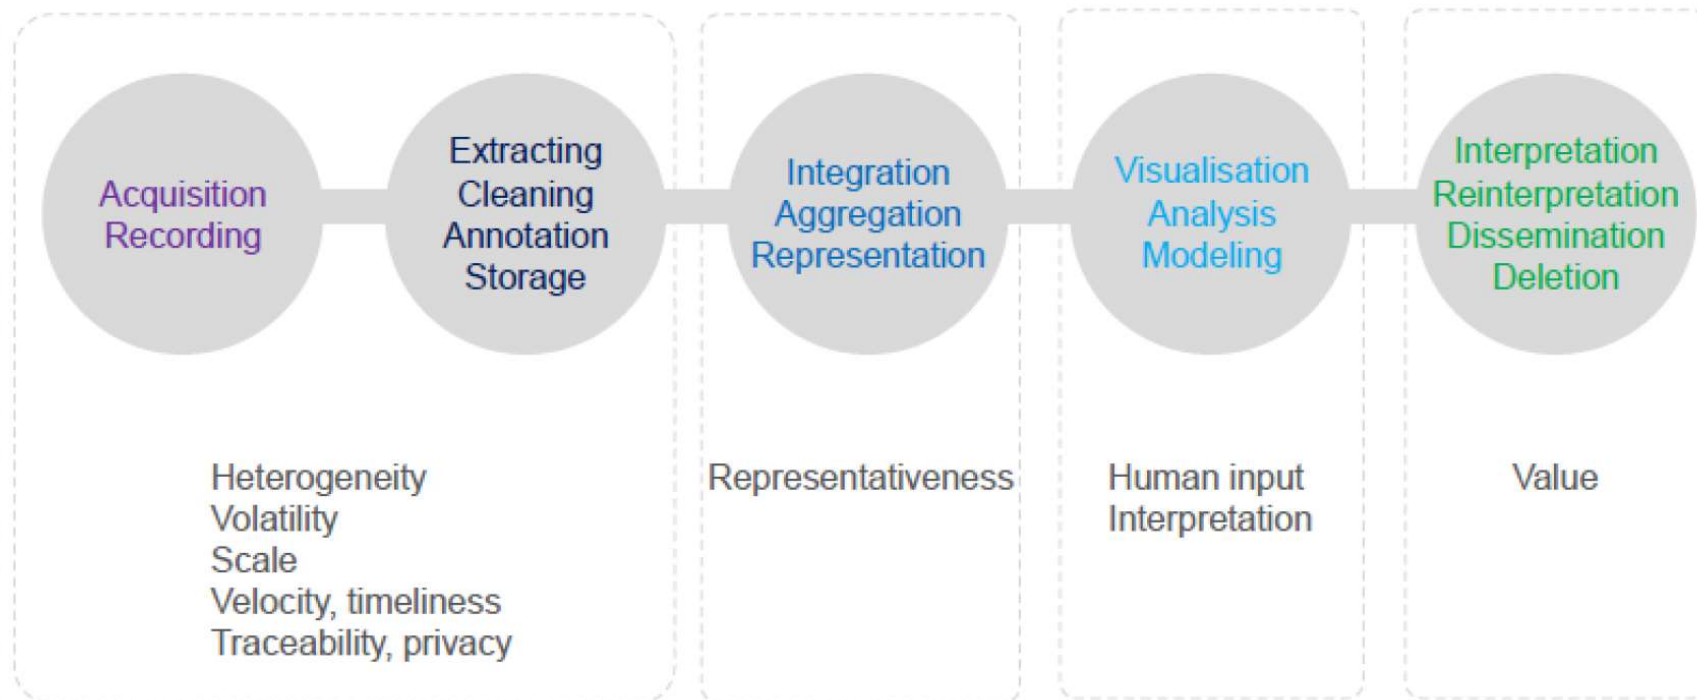 Acquisition
Recording
Extracting
Cleaning
Annotation
Storage
Integration
Aggregation
Representation
Visualisation
Analysis
Modeling
Interpretation
Reinterpretation
Dissemination
Deletion
Heterogeneity
Volatility
Scale
Velocity, timeliness
Traceability, privacy
Representativeness
Human input
Interpretation
Value